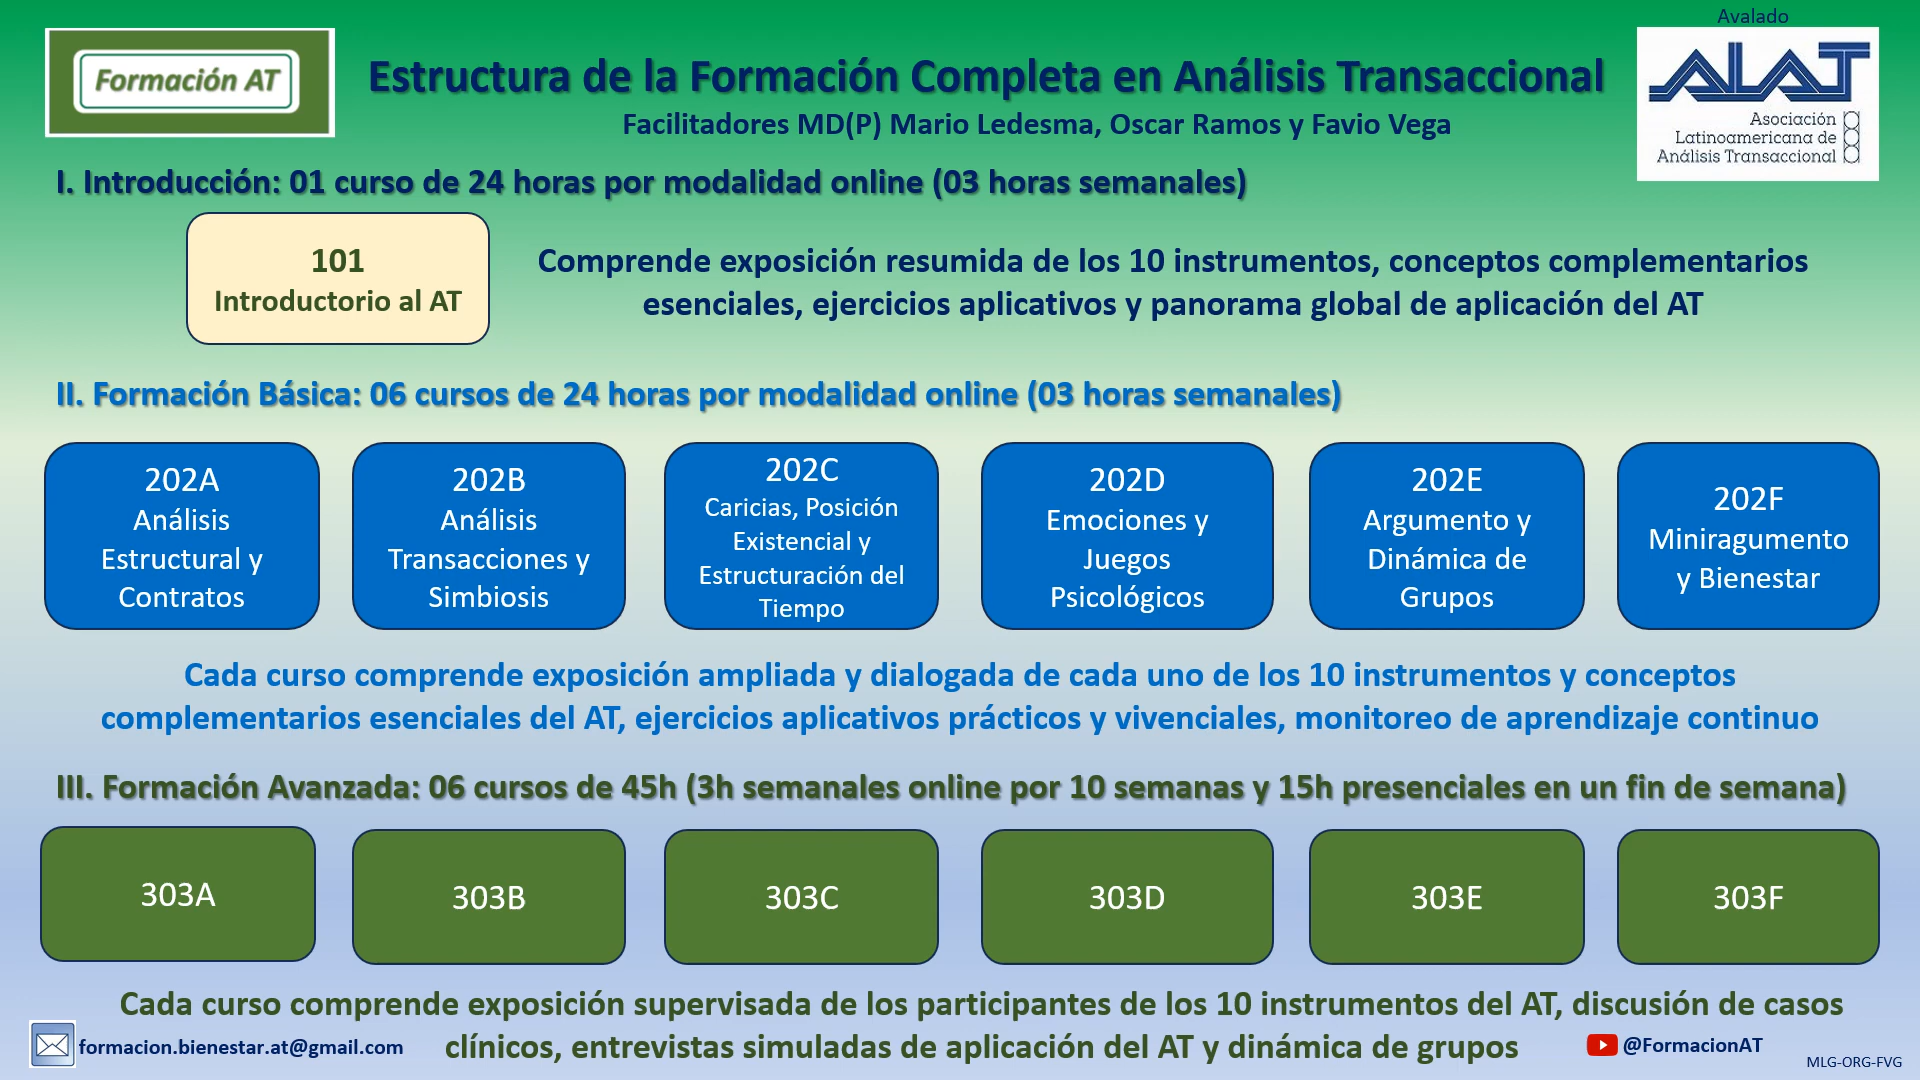 Avalado
Formación AT
Estructura de la Formación Completa en Análisis Transaccional
Facilitadores MD(P) Mario Ledesma, Oscar Ramos y Favio Vega
ALAT
Asociación
Latinoamericana de
Análisis Transaccional
I. Introducción: 01 curso de 24 horas por modalidad online (03 horas semanales)
101
Introductorio al AT
Comprende exposición resumida de los 10 instrumentos, conceptos complementarios
esenciales, ejercicios aplicativos y panorama global de aplicación del AT
II. Formación Básica: 06 cursos de 24 horas por modalidad online (03 horas semanales)
202A
Análisis
Estructural y
Contratos
202B
Análisis
Transacciones y
Simbiosis
202C
Caricias, Posición
Existencial y
Estructuración del
Tiempo
202D
Emociones y
Juegos
Psicológicos
202E
Argumento y
Dinámica de
Grupos
202F
Miniragumento
y Bienestar
Cada curso comprende exposición ampliada y dialogada de cada uno de los 10 instrumentos y conceptos
complementarios esenciales del AT, ejercicios aplicativos prácticos y vivenciales, monitoreo de aprendizaje continuo
III. Formación Avanzada: 06 cursos de 45h (3h semanales online por 10 semanas y 15h presenciales en un fin de semana)
303A
303B
303C
303D
303E
303F
Cada curso comprende exposición supervisada de los participantes de los 10 instrumentos del AT, discusión de casos
clínicos, entrevistas simuladas de aplicación del AT y dinámica de grupos
formacion.bienestar.at@gmail.com
@FormacionAT
MLG-ORG-FVG